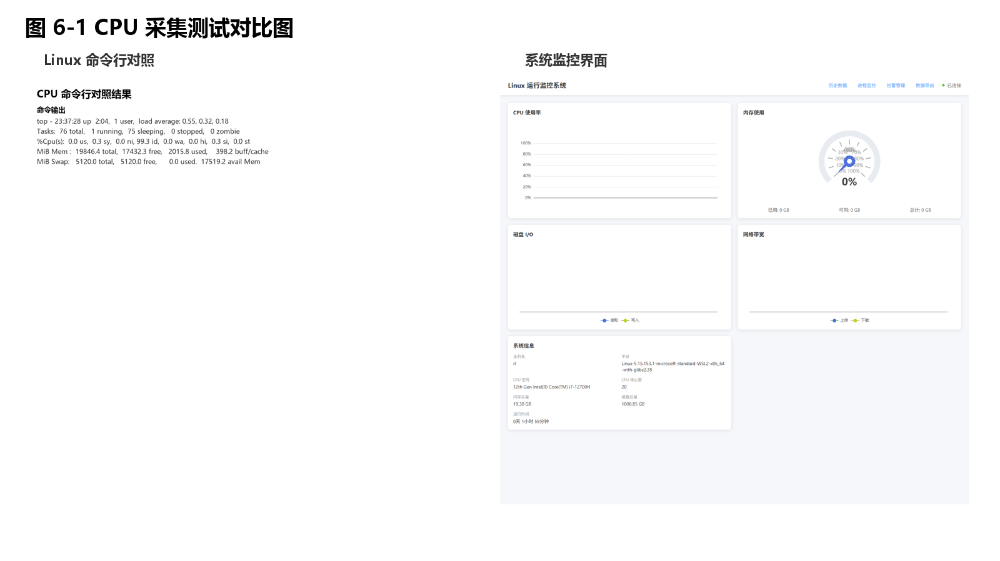 图 6-1 CPU 采集测试对比图
Linux 命令行对照
CPU 命令行对照结果
命令输出
top - 23:37:28 up  2:04,  1 user,  load average: 0.55, 0.32, 0.18
Tasks:  76 total,   1 running,  75 sleeping,   0 stopped,   0 zombie
%Cpu(s):  0.0 us,  0.3 sy,  0.0 ni, 99.3 id,  0.0 wa,  0.0 hi,  0.3 si,  0.0 st
MiB Mem :  19846.4 total,  17432.3 free,   2015.8 used,    398.2 buff/cache
MiB Swap:   5120.0 total,   5120.0 free,      0.0 used.  17519.2 avail Mem
系统监控界面
Linux 运行监控系统
历史数据 进程监控 告警管理 数据导出 已连接
CPU 使用率
100%
80%
60%
40%
20%
0%
内存使用
30% 70%
20% 80%
10% 90%
0% 100%
0%
已用: 0 GB 可用: 0 GB 总计: 0 GB
磁盘 I/O
读取 写入
网络带宽
上传 下载
系统信息
主机名
rl
平台
Linux-5.15.153.1-microsoft-standard-WSL2-x86_64
-with-glibc2.35
CPU 型号
12th Gen Intel(R) Core(TM) i7-12700H
CPU 核心数
20
内存总量
19.38 GB
磁盘总量
1006.85 GB
运行时间
0天 1小时 59分钟